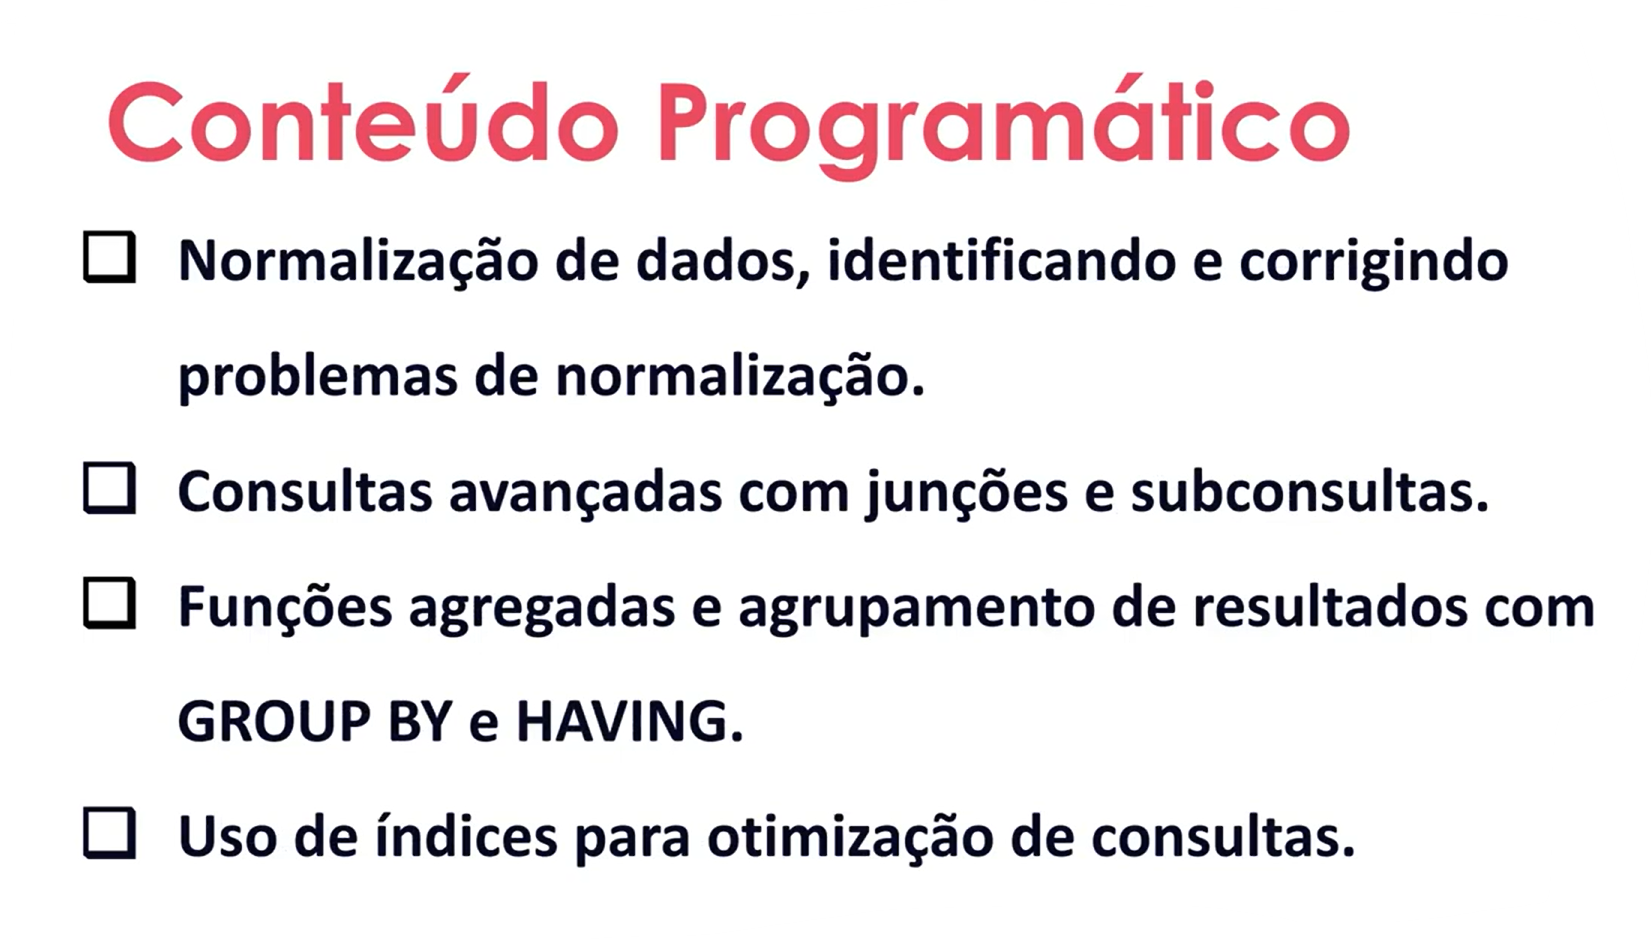 Conteúdo Programático
Normalização de dados, identificando e corrigindo
problemas de normalização.
Consultas avançadas com junções e subconsultas.
Funções agregadas e agrupamento de resultados com
GROUP BY e HAVING.
Uso de índices para otimização de consultas.